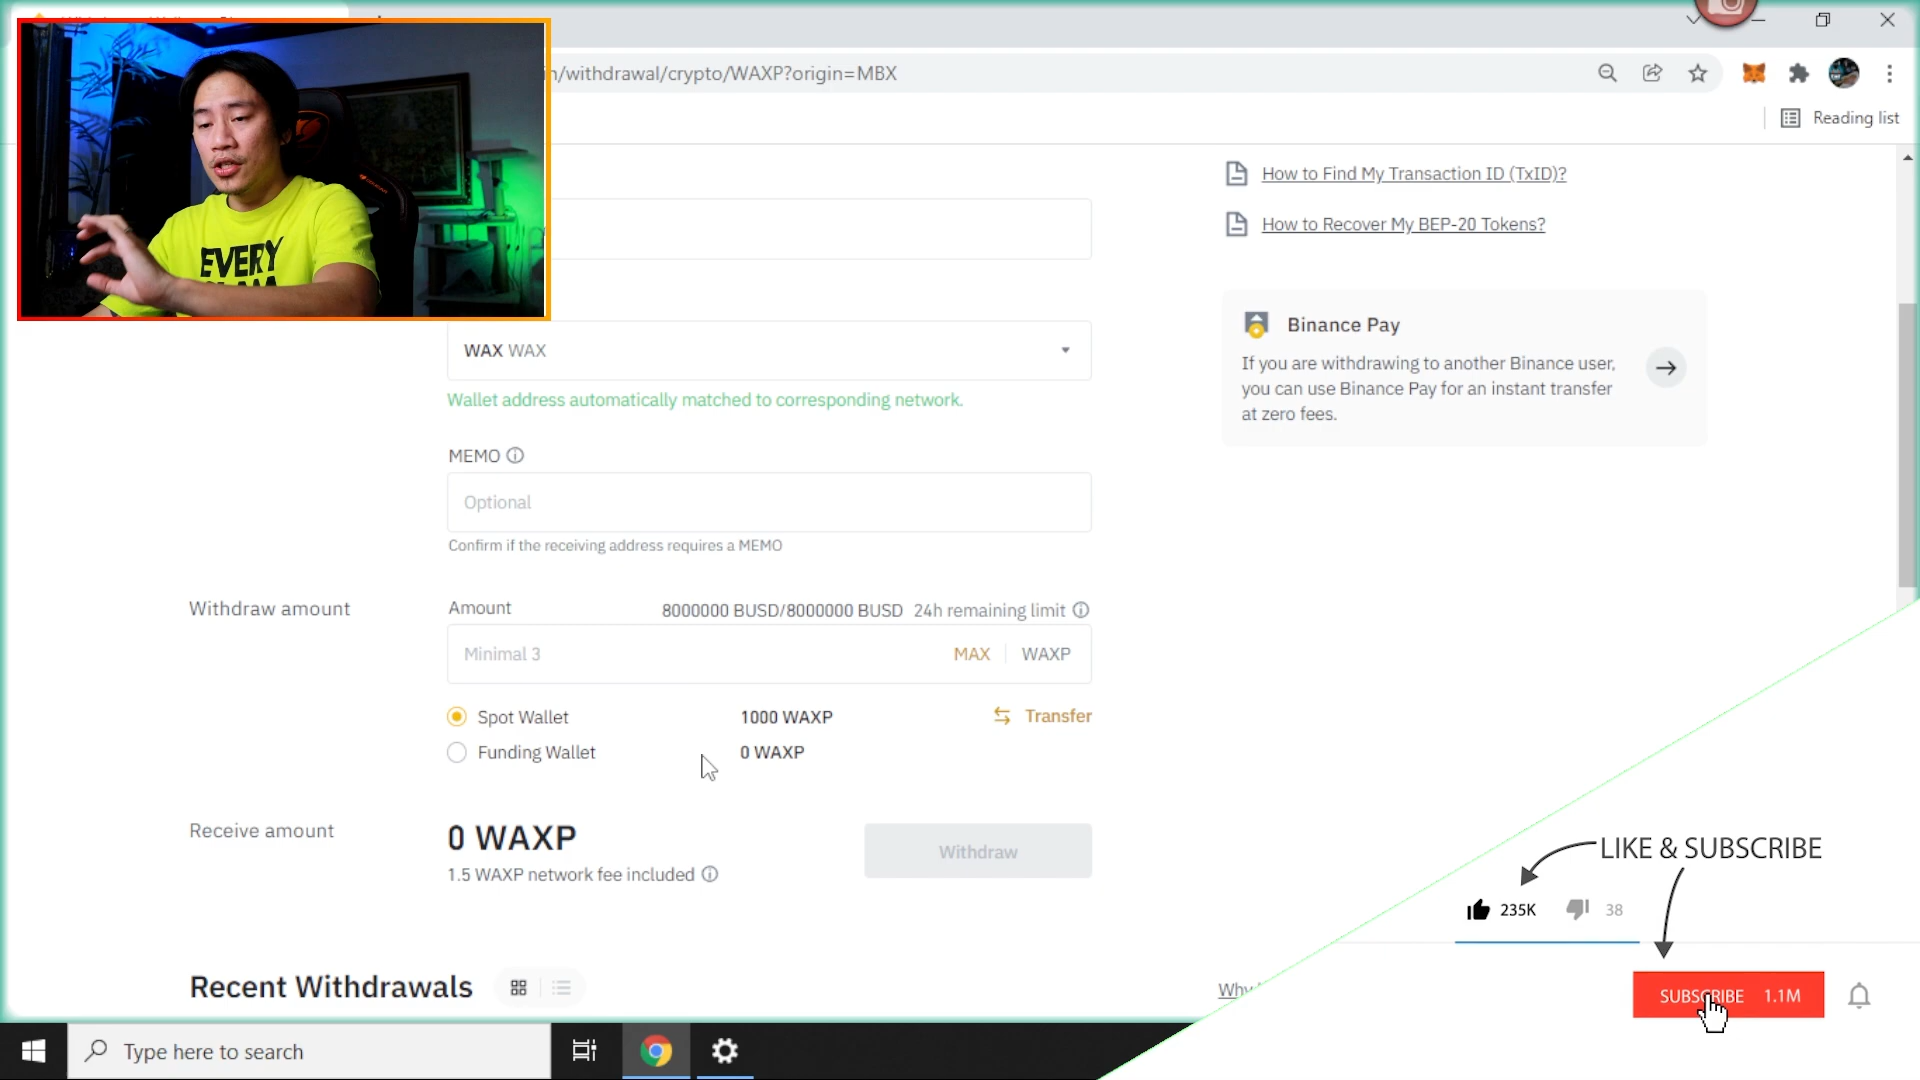 n/withdrawal/crypto/WAXP?origin=MBX
Reading list
How to Find My Transaction ID (TxID)?
How to Recover My BEP-20 Tokens?
EVERY
Binance Pay
If you are withdrawing to another Binance user,
you can use Binance Pay for an instant transfer
at zero fees.
WAX WAX
Wallet address automatically matched to corresponding network.
MEMO
Optional
Confirm if the receiving address requires a MEMO
Withdraw amount
Amount
8000000 BUSD/8000000 BUSD 24h remaining limit
Minimal 3
MAX WAXP
Spot Wallet 1000 WAXP Transfer
Funding Wallet 0 WAXP
Receive amount
0 WAXP
1.5 WAXP network fee included
Withdraw
Recent Withdrawals
Why
LIKE & SUBSCRIBE
235K 38
SUBSCRIBE 1.1M
Type here to search